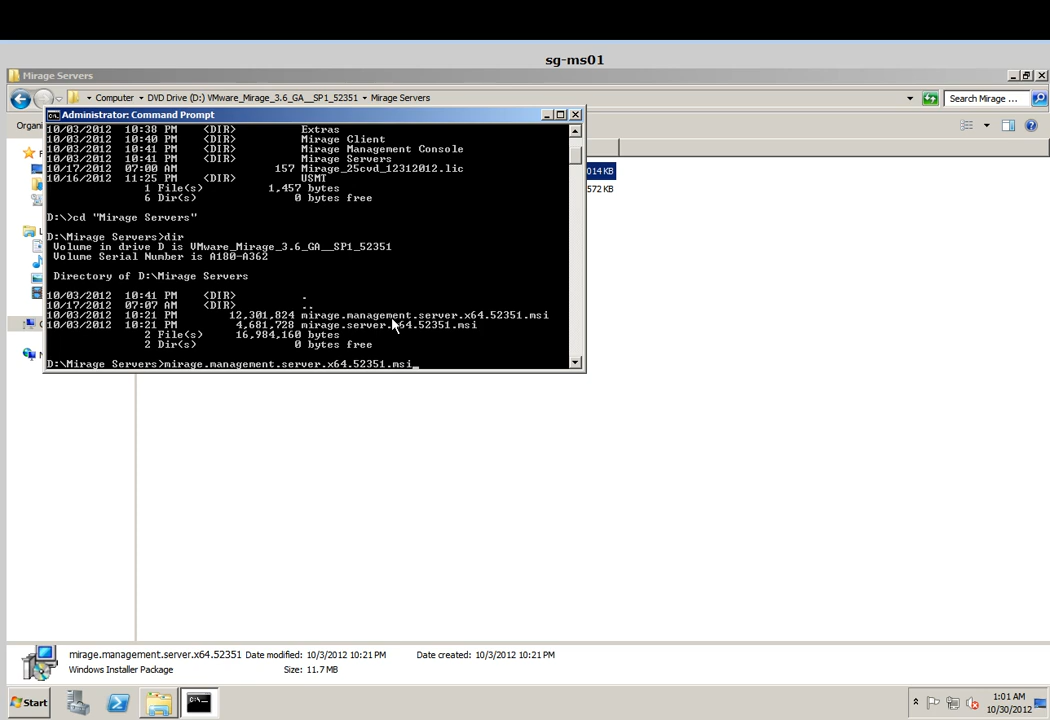 sg-ms01
Mirage Servers
Computer DVD Drive (D:) VMware_Mirage_3.6_GA__SP1_52351 Mirage Servers
Search Mirage ...
Organi
Administrator: Command Prompt
10/03/2012 10:38 PM <DIR> Extras
10/03/2012 10:40 PM <DIR> Mirage Client
10/03/2012 10:41 PM <DIR> Mirage Management Console
10/03/2012 10:41 PM <DIR> Mirage Servers
10/17/2012 07:00 AM 157 Mirage_25cvd_12312012.lic
10/16/2012 11:25 PM <DIR> USMT
1 File(s) 1,457 bytes
6 Dir(s) 0 bytes free
D:\>cd "Mirage Servers"
D:\Mirage Servers>dir
Volume in drive D is VMware_Mirage_3.6_GA__SP1_52351
Volume Serial Number is A180-A362
Directory of D:\Mirage Servers
10/03/2012 10:41 PM <DIR> .
10/17/2012 07:07 AM <DIR> ..
10/03/2012 10:21 PM 12,301,824 mirage.management.server.x64.52351.msi
10/03/2012 10:21 PM 4,681,728 mirage.server.x64.52351.msi
2 File(s) 16,984,160 bytes
2 Dir(s) 0 bytes free
D:\Mirage Servers>mirage.management.server.x64.52351.msi_
014 KB
572 KB
mirage.management.server.x64.52351 Date modified: 10/3/2012 10:21 PM Date created: 10/3/2012 10:21 PM
Windows Installer Package Size: 11.7 MB
Start
1:01 AM
10/30/2012